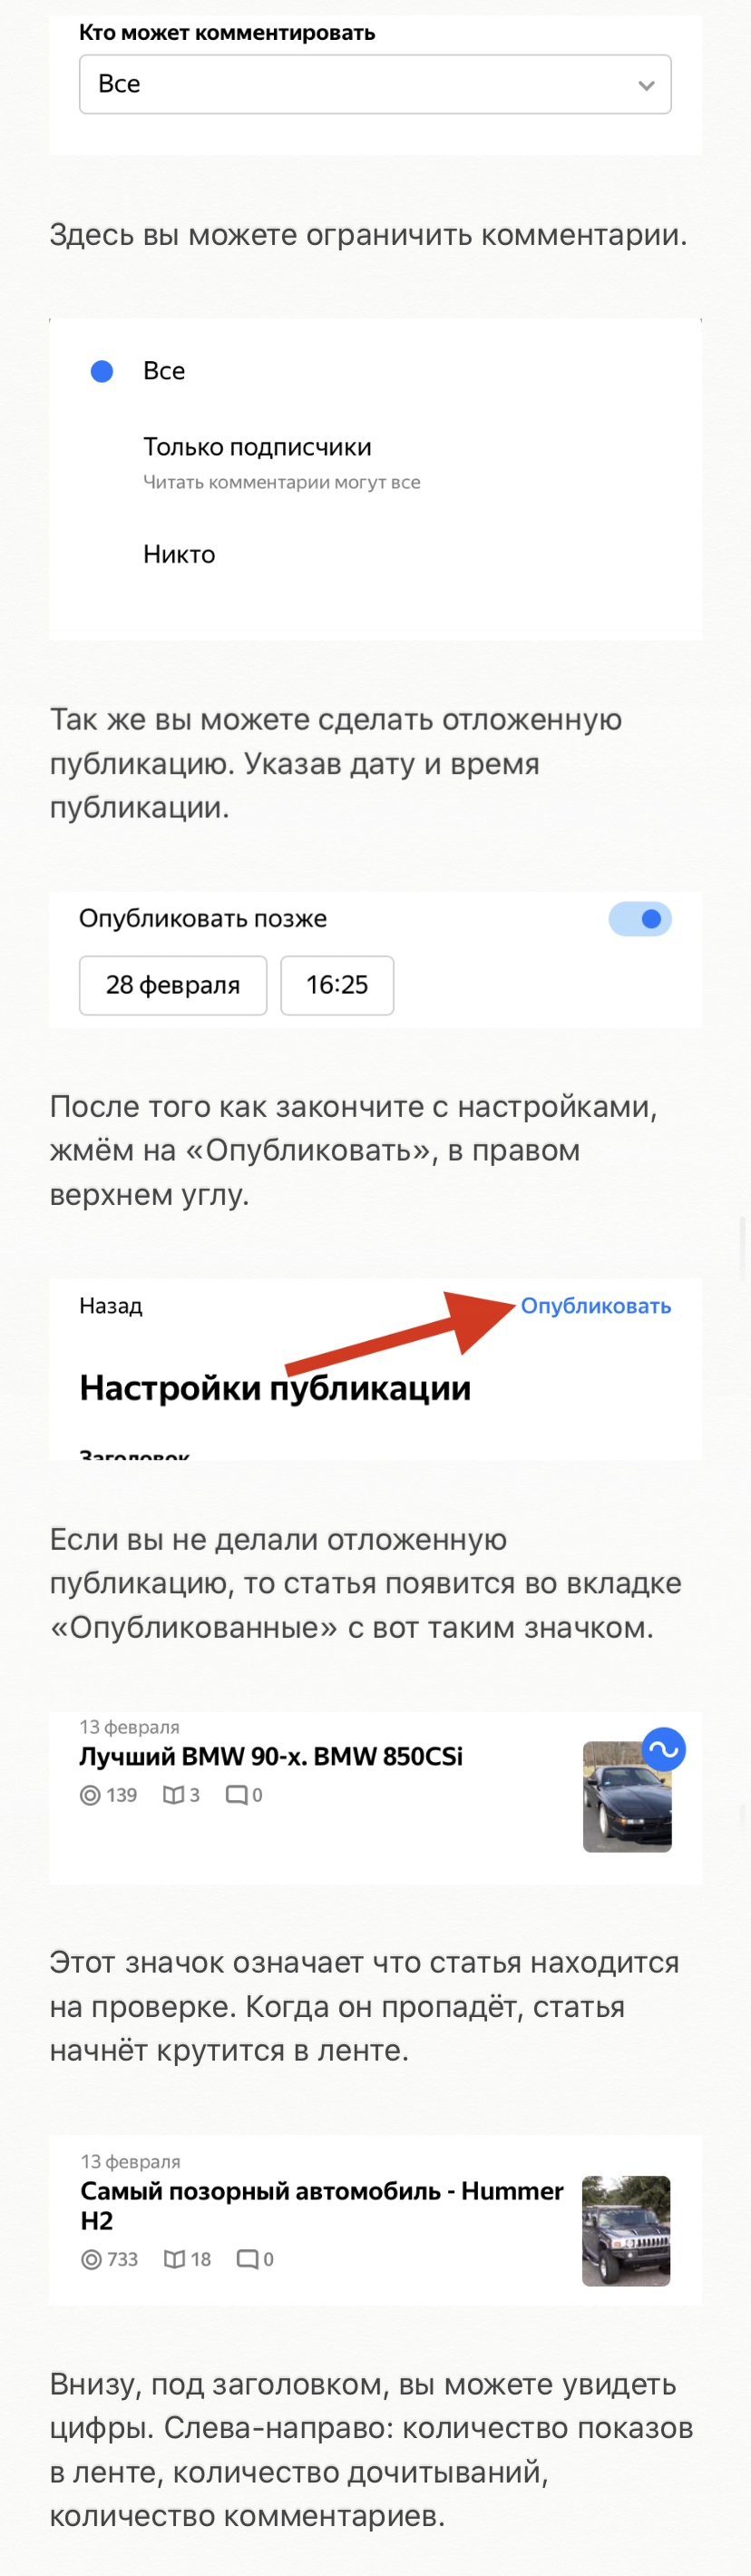 Кто может комментировать
Все
Здесь вы можете ограничить комментарии.
Все
Только подписчики
Читать комментарии могут все
Никто
Так же вы можете сделать отложенную
публикацию. Указав дату и время
публикации.
Опубликовать позже
28 февраля 16:25
После того как закончите с настройками,
жмём на «Опубликовать», в правом
верхнем углу.
Назад Опубликовать
Настройки публикации
Заголовок
Если вы не делали отложенную
публикацию, то статья появится во вкладке
«Опубликованные» с вот таким значком.
13 февраля
Лучший BMW 90-х. BMW 850CSi
139 3 0
Этот значок означает что статья находится
на проверке. Когда он пропадёт, статья
начнёт крутится в ленте.
13 февраля
Самый позорный автомобиль - Hummer
H2
733 18 0
Внизу, под заголовком, вы можете увидеть
цифры. Слева-направо: количество показов
в ленте, количество дочитываний,
количество комментариев.